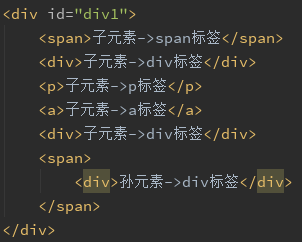 <div id="div1">
<span>子元素->span标签</span>
<div>子元素->div标签</div>
<p>子元素->p标签</p>
<a>子元素->a标签</a>
<div>子元素->div标签</div>
<span>
<div>孙元素->div标签</div>
</span>
</div>